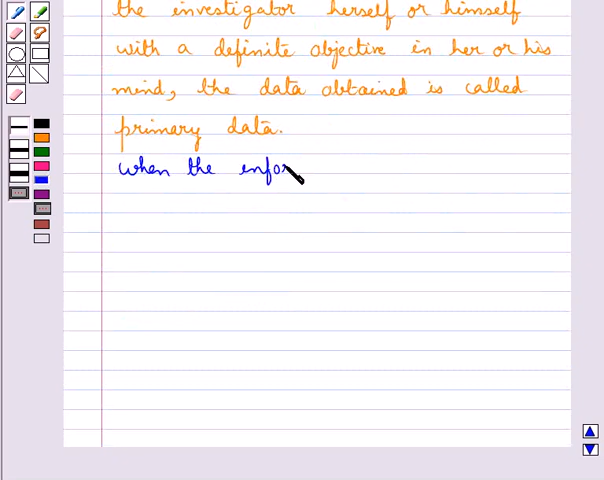 the investigator herself or himself
with a definite objective in her or his
mind, the data obtained is called
primary data.
when the infor